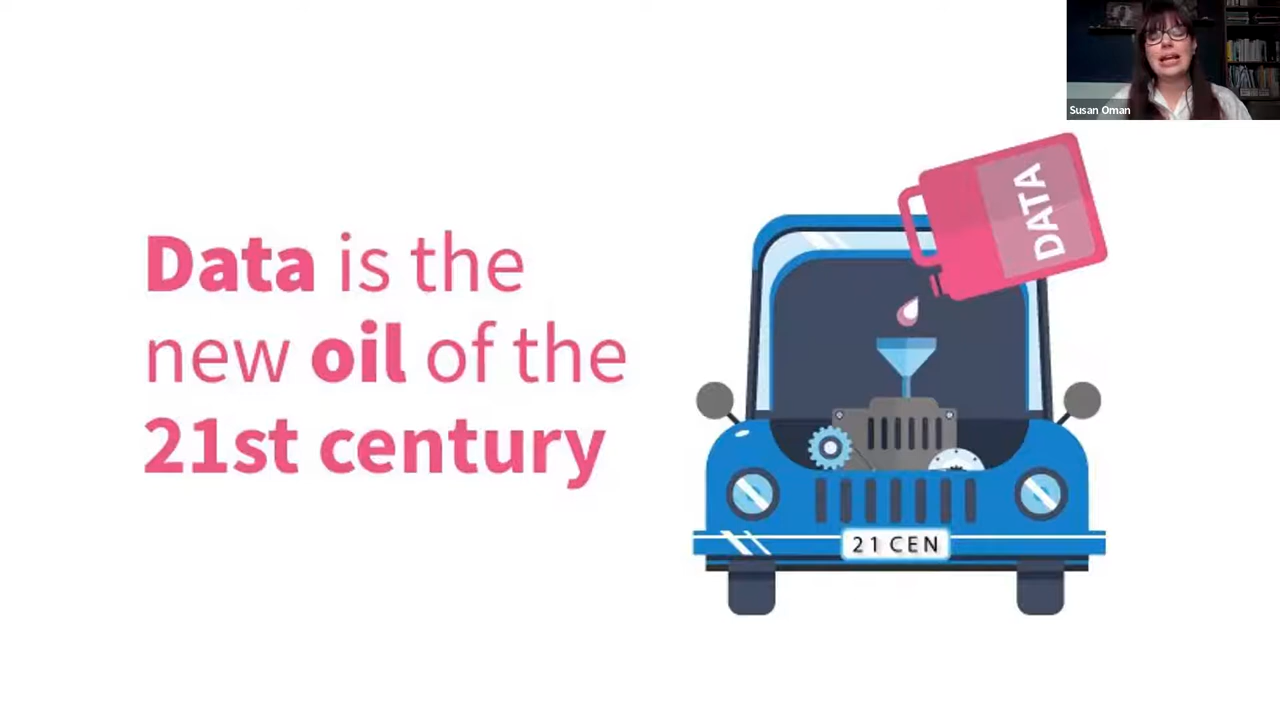 Susan Oman
Data is the
new oil of the
21st century
DATA
21 CEN